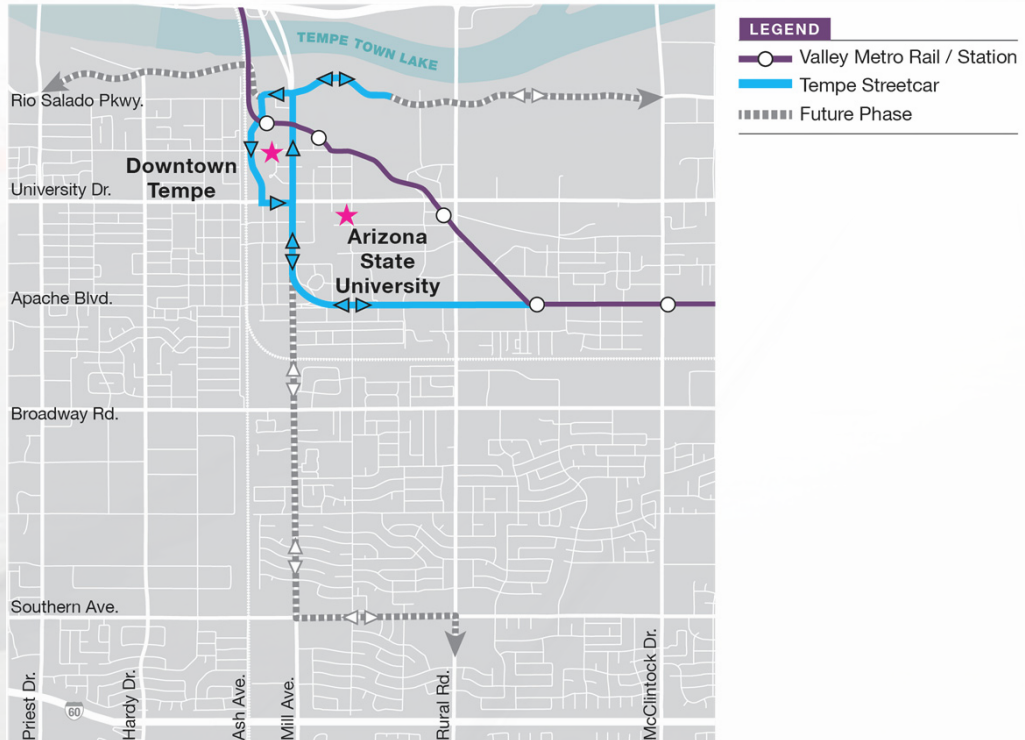 TEMPE TOWN LAKE
LEGEND
Valley Metro Rail / Station
Tempe Streetcar
Future Phase
Rio Salado Pkwy.
Downtown
Tempe
University Dr.
Arizona
State
University
Apache Blvd.
Broadway Rd.
Southern Ave.
Priest Dr.
60
Hardy Dr.
Ash Ave.
Mill Ave.
Rural Rd.
McClintock Dr.